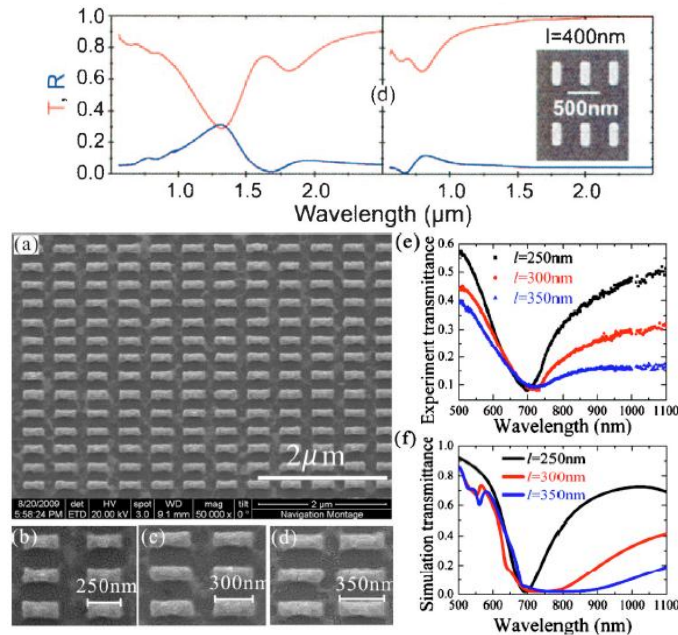 1.0
0.8
0.6
0.4
0.2
0.0
T, R
(d)
l=400nm
500nm
1.0 1.5 2.0
1.0 1.5 2.0
Wavelength (μm)
(a)
2μm
8/20/2009 det HV spot WD mag tilt 2 μm
5:58:24 PM ETD 20.00 kV 3.0 9.1 mm 50 000 x 0 ° Navigation Montage
(b)
250nm
(c)
300nm
(d)
350nm
(e)
l=250nm
l=300nm
l=350nm
Experiment transmittance
0.6
0.5
0.4
0.3
0.2
0.1
500 600 700 800 900 1000 1100
Wavelength (nm)
(f)
l=250nm
l=300nm
l=350nm
Simulation transmittance
1.0
0.8
0.6
0.4
0.2
0.0
500 600 700 800 900 1000 1100
Wavelength (nm)